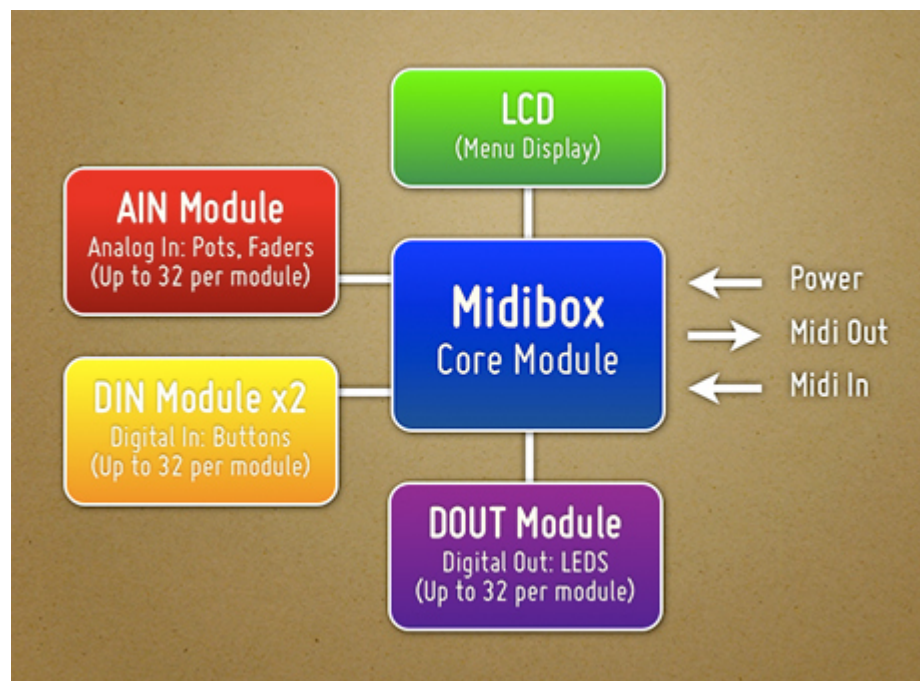 LCD
(Menu Display)
AIN Module
Analog In: Pots, Faders
(Up to 32 per module)
Midibox
Core Module
Power
Midi Out
Midi In
DIN Module x2
Digital In: Buttons
(Up to 32 per module)
DOUT Module
Digital Out: LEDS
(Up to 32 per module)